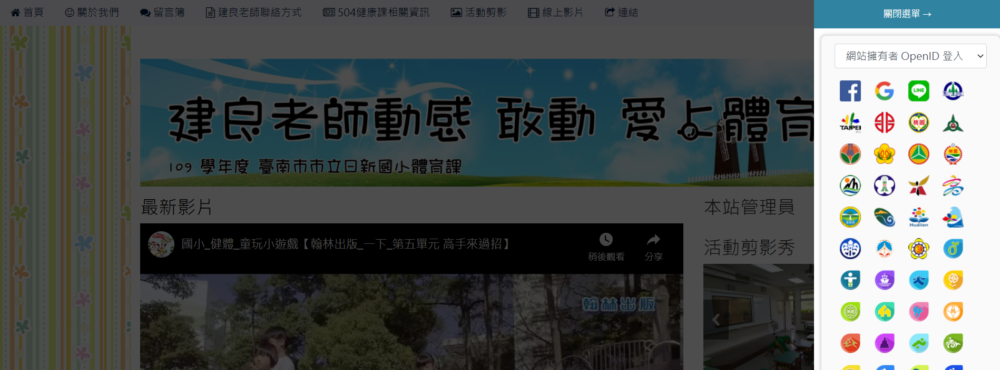 首頁 關於我們 留言簿 建良老師聯絡方式 504健康課相關資訊 活動剪影 線上影片 連結
關閉選單 →
網站擁有者 OpenID 登入
LINE
TAIPEI
桃園
Hualien
建良老師動感 敢動 愛上體育
109 學年度 臺南市市立日新國小體育課
最新影片
國小_健體_童玩小遊戲【翰林出版_一下_第五單元 高手來過招】
稍後觀看
分享
翰林出版
本站管理員
活動剪影秀